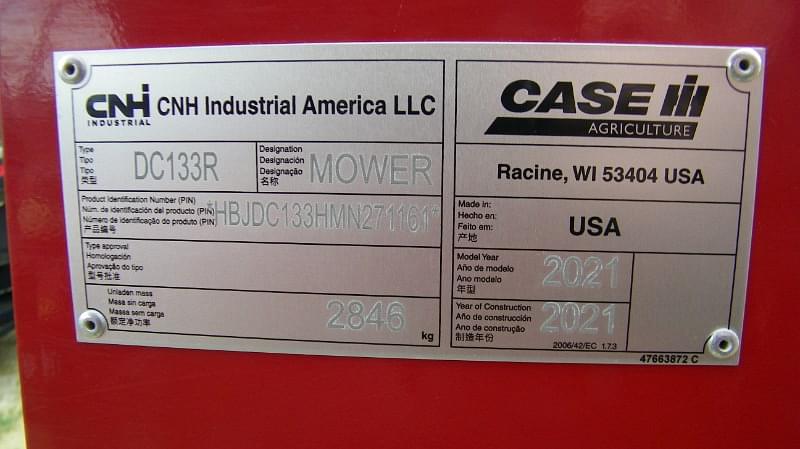 CNH
INDUSTRIAL
CNH Industrial America LLC
Type
Tipo
Tipo
类型
DC133R
Designation
Designación
Designação
名称
MOWER
Product Identification Number (PIN)
Núm. de identificación del producto (PIN)
Número de identificação do produto (PIN)
产品编号
*HBJDC133HMN271161*
Type approval
Homologación
Aprovação do tipo
型号批准
Unladen mass
Masa sin carga
Massa sem carga
额定净功率
2846
kg
CASE IH
AGRICULTURE
Racine, WI 53404 USA
Made in:
Hecho en:
Feito em:
产地
USA
Model Year
Año de modelo
Ano modelo
年型
2021
Year of Construction
Año de construcción
Ano de construção
制造年份
2021
2006/42/EC 1.7.3
47663872 C